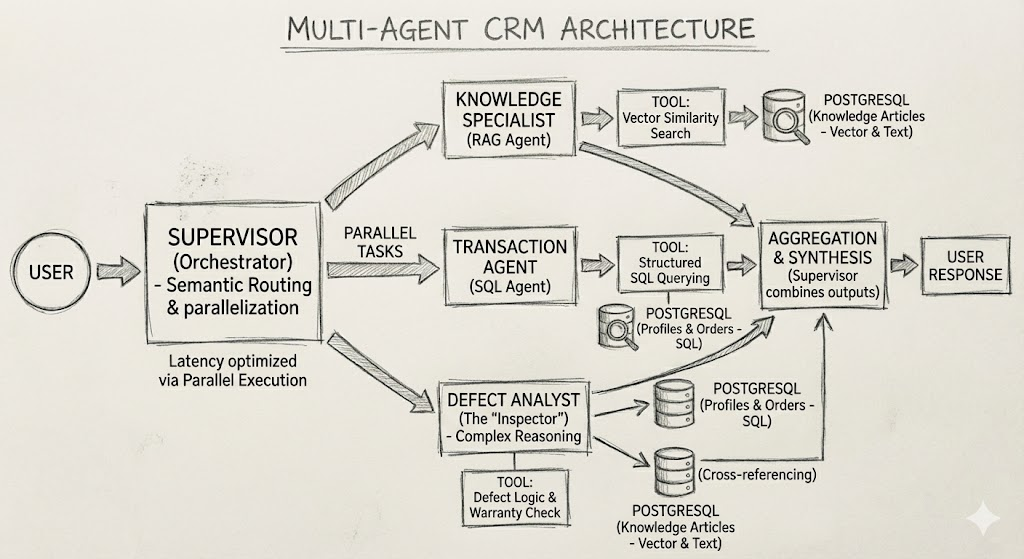 MULTI-AGENT CRM ARCHITECTURE
USER
SUPERVISOR
(Orchestrator)
- Semantic Routing
& parallelization
Latency optimized
via Parallel Execution
PARALLEL
TASKS
KNOWLEDGE
SPECIALIST
(RAG Agent)
TOOL:
Vector Similarity
Search
POSTGRESQL
(Knowledge Articles
- Vector & Text)
TRANSACTION
AGENT
(SQL Agent)
TOOL:
Structured
SQL Querying
POSTGRESQL
(Profiles & Orders -
SQL)
DEFECT ANALYST
(The “Inspector”)
- Complex Reasoning
TOOL:
Defect Logic &
Warranty Check
POSTGRESQL
(Profiles & Orders -
SQL)
(Cross-referencing)
POSTGRESQL
(Knowledge Articles
- Vector & Text)
AGGREGATION
& SYNTHESIS
(Supervisor
combines outputs)
USER
RESPONSE